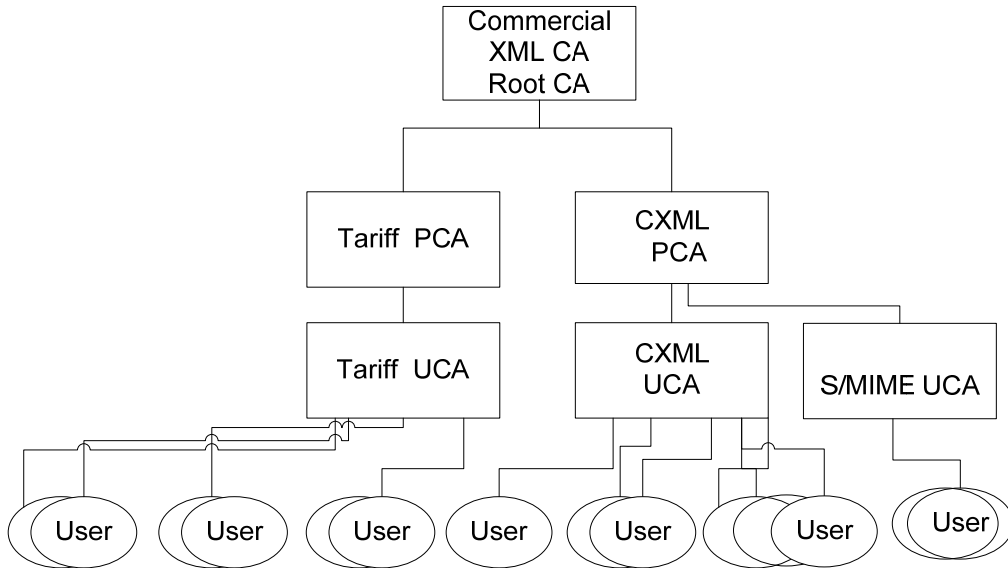 Commercial
XML CA
Root CA
Tariff PCA
CXML
PCA
Tariff UCA
CXML
UCA
S/MIME UCA
User
User
User
User
User
User
User